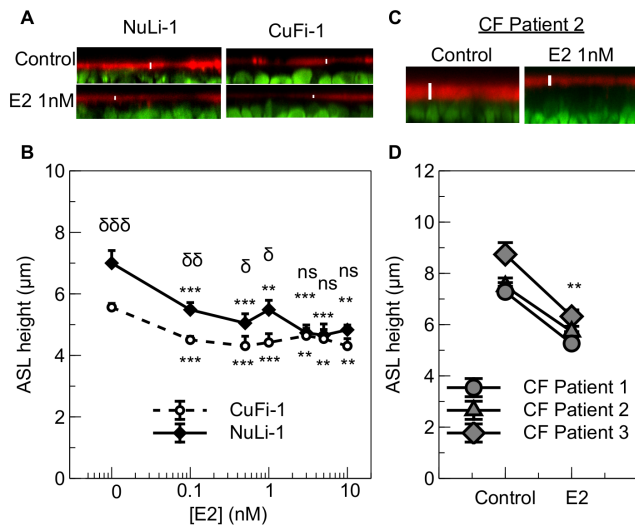 A
NuLi-1
CuFi-1
Control
E2 1nM
C
CF Patient 2
Control
E2 1nM
B
ASL height (µm)
10
8
6
4
2
0
δδδ
δδ
δ
δ
ns
ns
ns
***
***
**
***
***
**
***
***
***
**
**
**
CuFi-1
NuLi-1
0
0.1
1
10
[E2] (nM)
D
ASL height (µm)
12
10
8
6
4
2
0
**
CF Patient 1
CF Patient 2
CF Patient 3
Control
E2